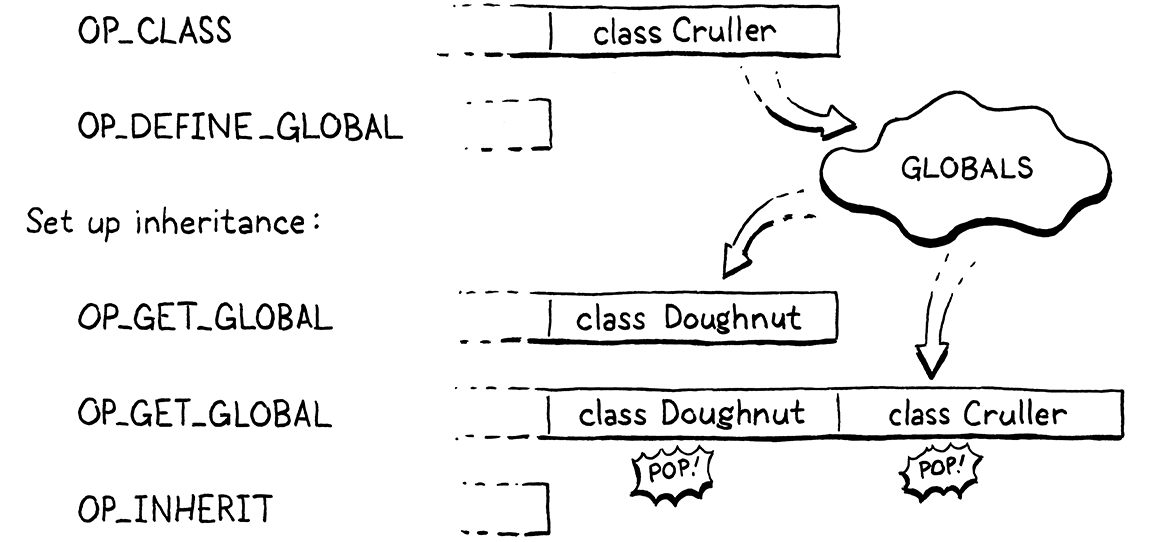 OP_CLASS
class Cruller
OP_DEFINE_GLOBAL
GLOBALS
Set up inheritance:
OP_GET_GLOBAL
class Doughnut
OP_GET_GLOBAL
class Doughnut
class Cruller
POP!
POP!
OP_INHERIT